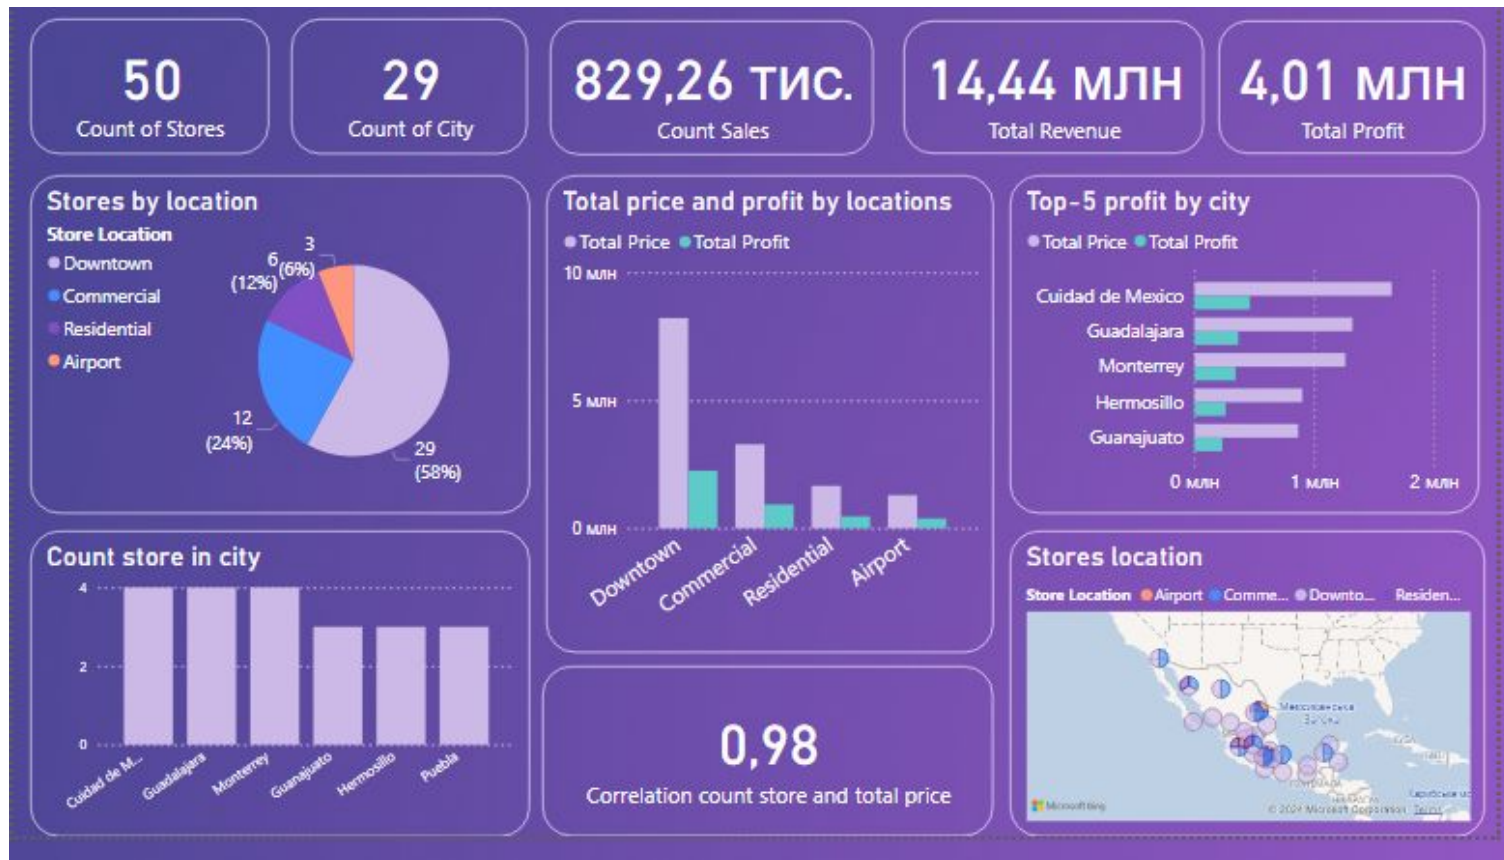 50
Count of Stores
29
Count of City
829,26 тис.
Count Sales
14,44 млн
Total Revenue
4,01 млн
Total Profit
Stores by location
Store Location
Downtown
Commercial
Residential
Airport
3
(6%)
6
(12%)
12
(24%)
29
(58%)
Total price and profit by locations
Total Price Total Profit
10 млн
5 млн
0 млн
Downtown
Commercial
Residential
Airport
Top-5 profit by city
Total Price Total Profit
Cuidad de Mexico
Guadalajara
Monterrey
Hermosillo
Guanajuato
0 млн 1 млн 2 млн
Count store in city
4
2
0
Cuidad de M...
Guadalajara
Monterrey
Guanajuato
Hermosillo
Puebla
0,98
Correlation count store and total price
Stores location
Store Location Airport Comme... Downto... Residen...
Microsoft Bing
© 2024 Microsoft Corporation Terms